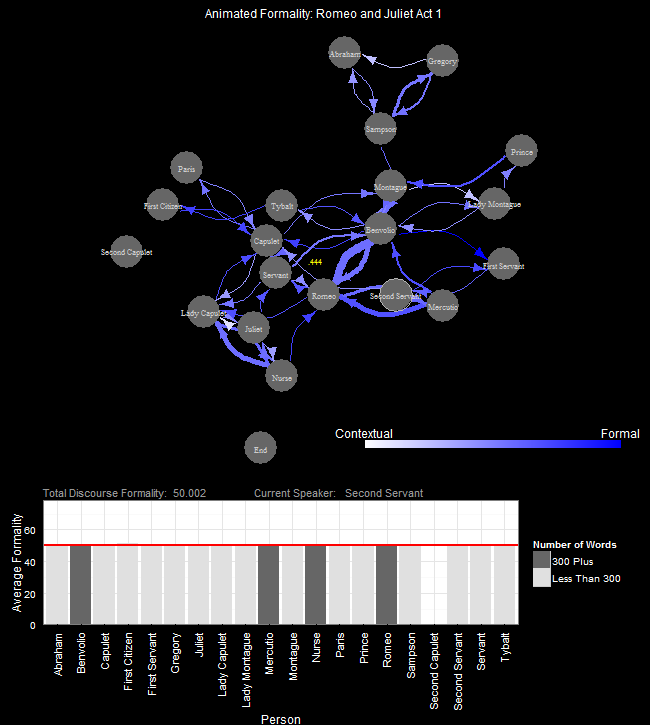 Animated Formality: Romeo and Juliet Act 1
Abraham
Gregory
Sampson
Prince
Paris
Montague
First Citizen
Tybalt
Lady Montague
Benvolio
Capulet
Second Capulet
.444
First Servant
Servant
Romeo
Second Servant
Mercutio
Lady Capulet
Juliet
Nurse
End
Contextual
Formal
Total Discourse Formality: 50.002
Current Speaker: Second Servant
Average Formality
60
40
20
0
Number of Words
300 Plus
Less Than 300
Abraham
Benvolio
Capulet
First Citizen
First Servant
Gregory
Juliet
Lady Capulet
Lady Montague
Mercutio
Montague
Nurse
Paris
Prince
Romeo
Sampson
Second Capulet
Second Servant
Servant
Tybalt
Person